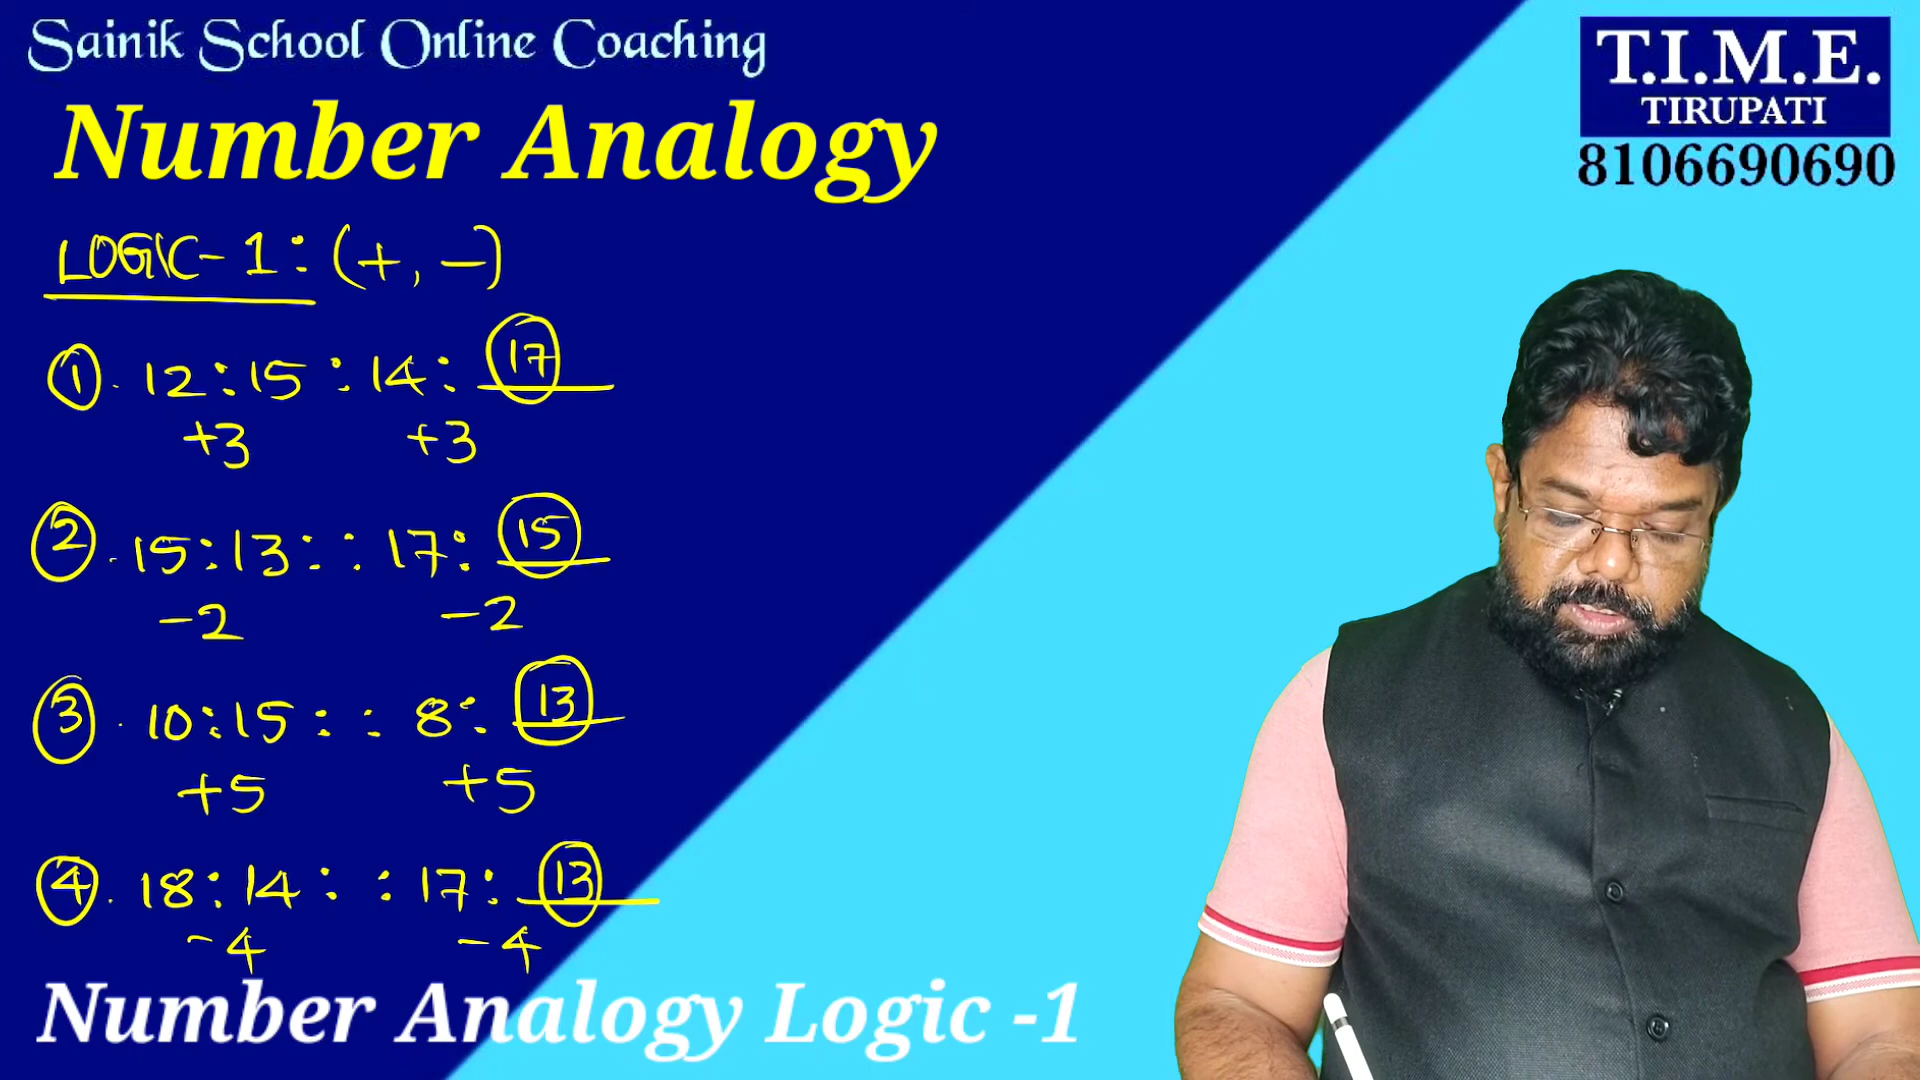 Sainik School Online Coaching
T.I.M.E.
TIRUPATI
8106690690
Number Analogy
LOGIC- 1 : (+, -)
1. 12 : 15 : 14 : 17
+3 +3
2. 15 : 13 : : 17 : 15
-2 -2
3. 10 : 15 : : 8 : 13
+5 +5
4. 18 : 14 : : 17 : 13
-4 -4
Number Analogy Logic -1